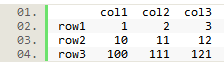 01.         col1  col2  col3
02.   row1     1     2     3
03.   row2    10    11    12
04.   row3   100   111   121